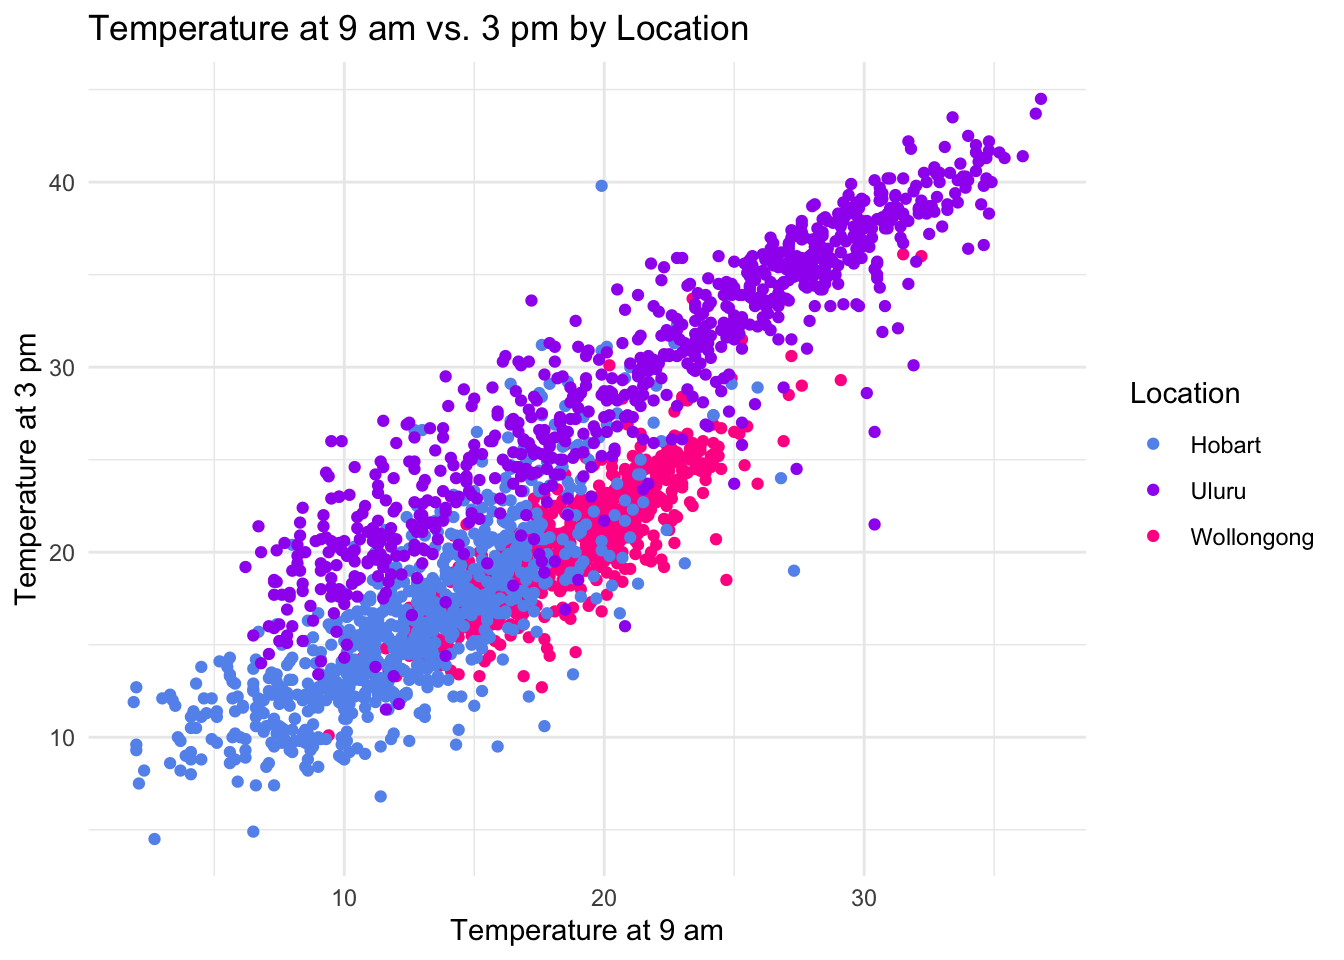 Temperature at 9 am vs. 3 pm by Location
Temperature at 3 pm
40
30
20
10
10 20 30
Temperature at 9 am
Location
Hobart
Uluru
Wollongong